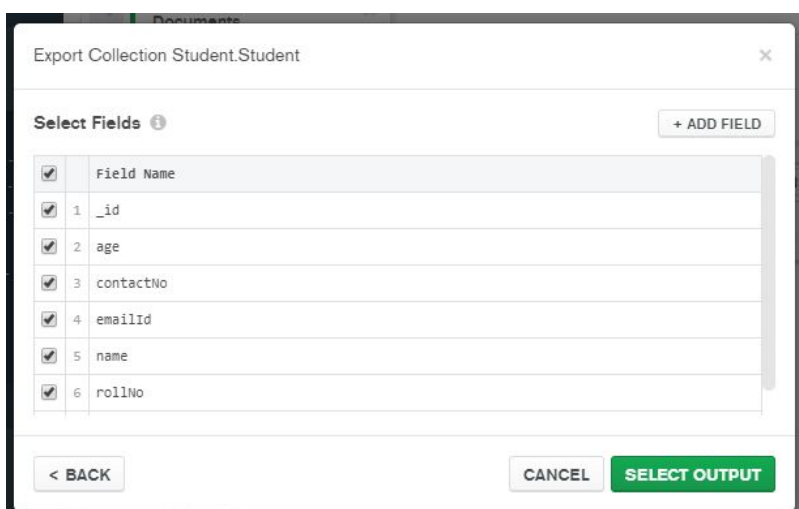 Documents
Export Collection Student.Student ×
Select Fields
+ ADD FIELD
Field Name
1 _id
2 age
3 contactNo
4 emailId
5 name
6 rollNo
< BACK
CANCEL
SELECT OUTPUT